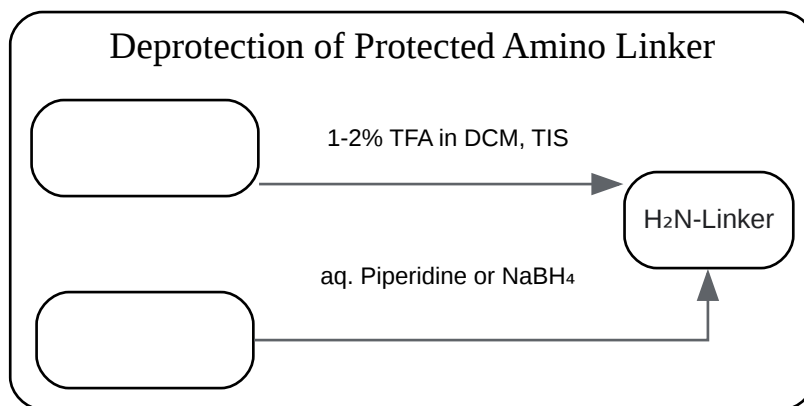 Deprotection of Protected Amino Linker
1-2% TFA in DCM, TIS
H₂N-Linker
aq. Piperidine or NaBH₄